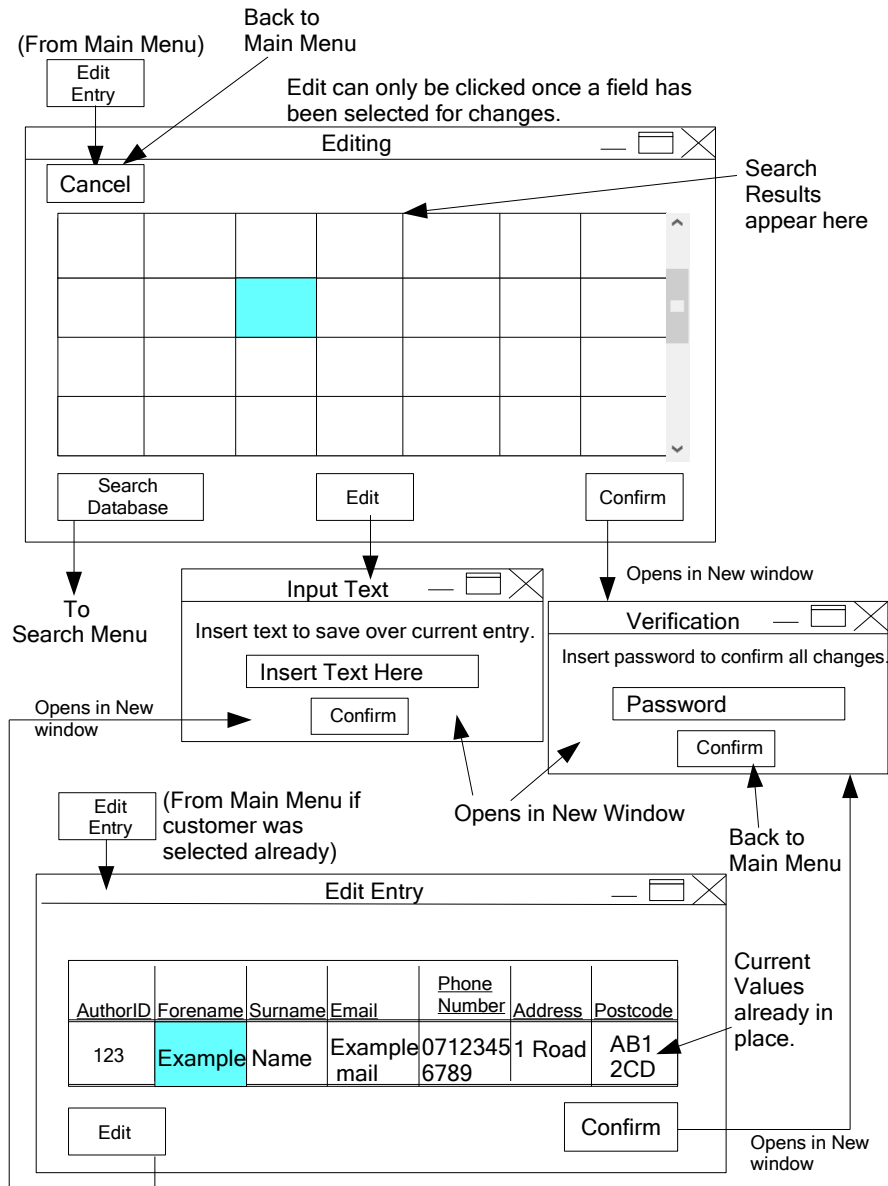 Back to
Main Menu
(From Main Menu)
Edit
Entry
Edit can only be clicked once a field has
been selected for changes.
Editing
Cancel
Search
Results
appear here
Search
Database
Edit
Confirm
To
Search Menu
Opens in New window
Input Text
Insert text to save over current entry.
Insert Text Here
Confirm
Verification
Insert password to confirm all changes.
Password
Confirm
Opens in New
window
Opens in New Window
Back to
Main Menu
Edit
Entry
(From Main Menu if
customer was
selected already)
Edit Entry
AuthorID Forename Surname Email Phone Number Address Postcode
123 Example Name Example mail 0712345 6789 1 Road AB1 2CD
Current
Values
already in
place.
Edit
Confirm
Opens in New
window